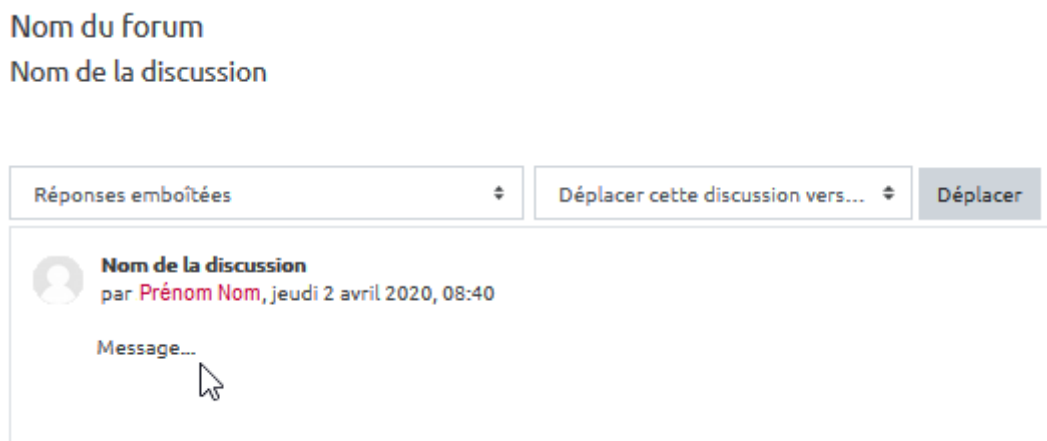 Nom du forum
Nom de la discussion
Réponses emboîtées
Déplacer cette discussion vers...
Déplacer
Nom de la discussion
par Prénom Nom, jeudi 2 avril 2020, 08:40
Message...